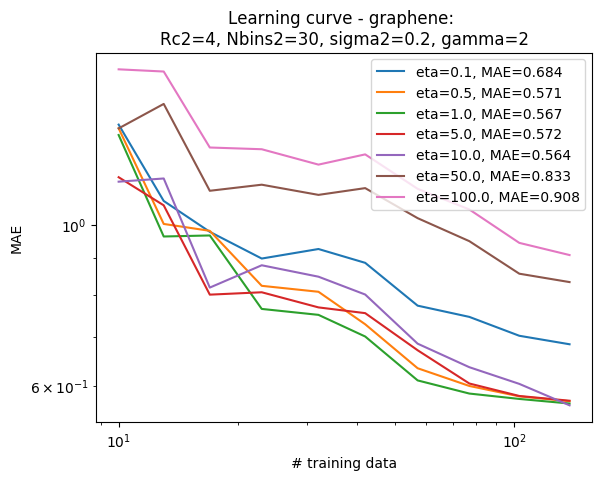 Learning curve - graphene:
Rc2=4, Nbins2=30, sigma2=0.2, gamma=2
eta=0.1, MAE=0.684
eta=0.5, MAE=0.571
eta=1.0, MAE=0.567
eta=5.0, MAE=0.572
eta=10.0, MAE=0.564
eta=50.0, MAE=0.833
eta=100.0, MAE=0.908
MAE
10⁰
6 × 10⁻¹
10¹
10²
# training data